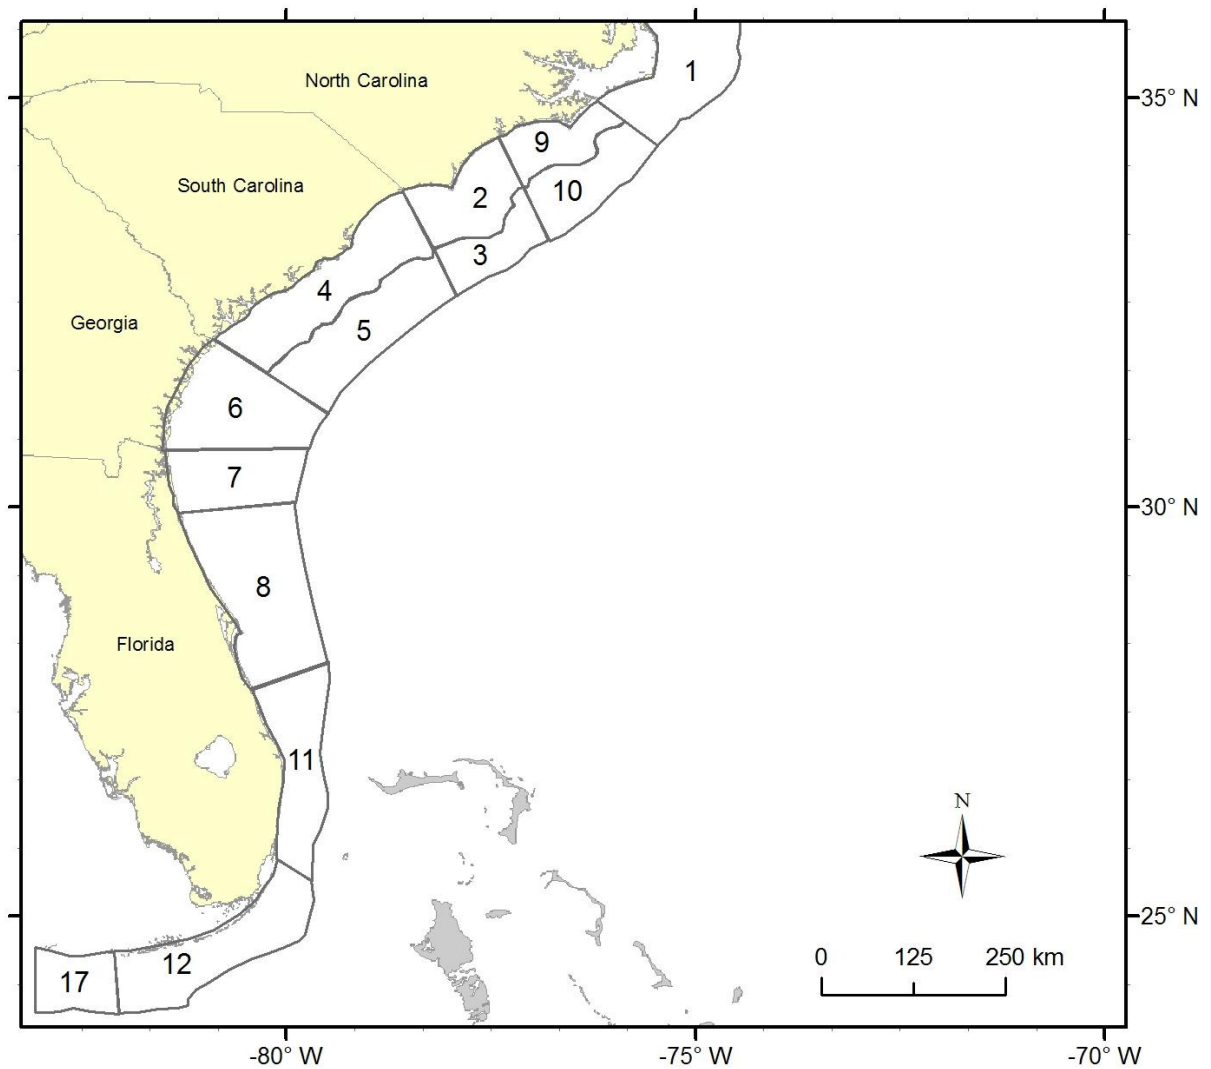 1
North Carolina
35° N
9
South Carolina
2
10
3
4
Georgia
5
6
7
30° N
8
Florida
11
N
25° N
12
17
0 125 250 km
-80° W -75° W -70° W